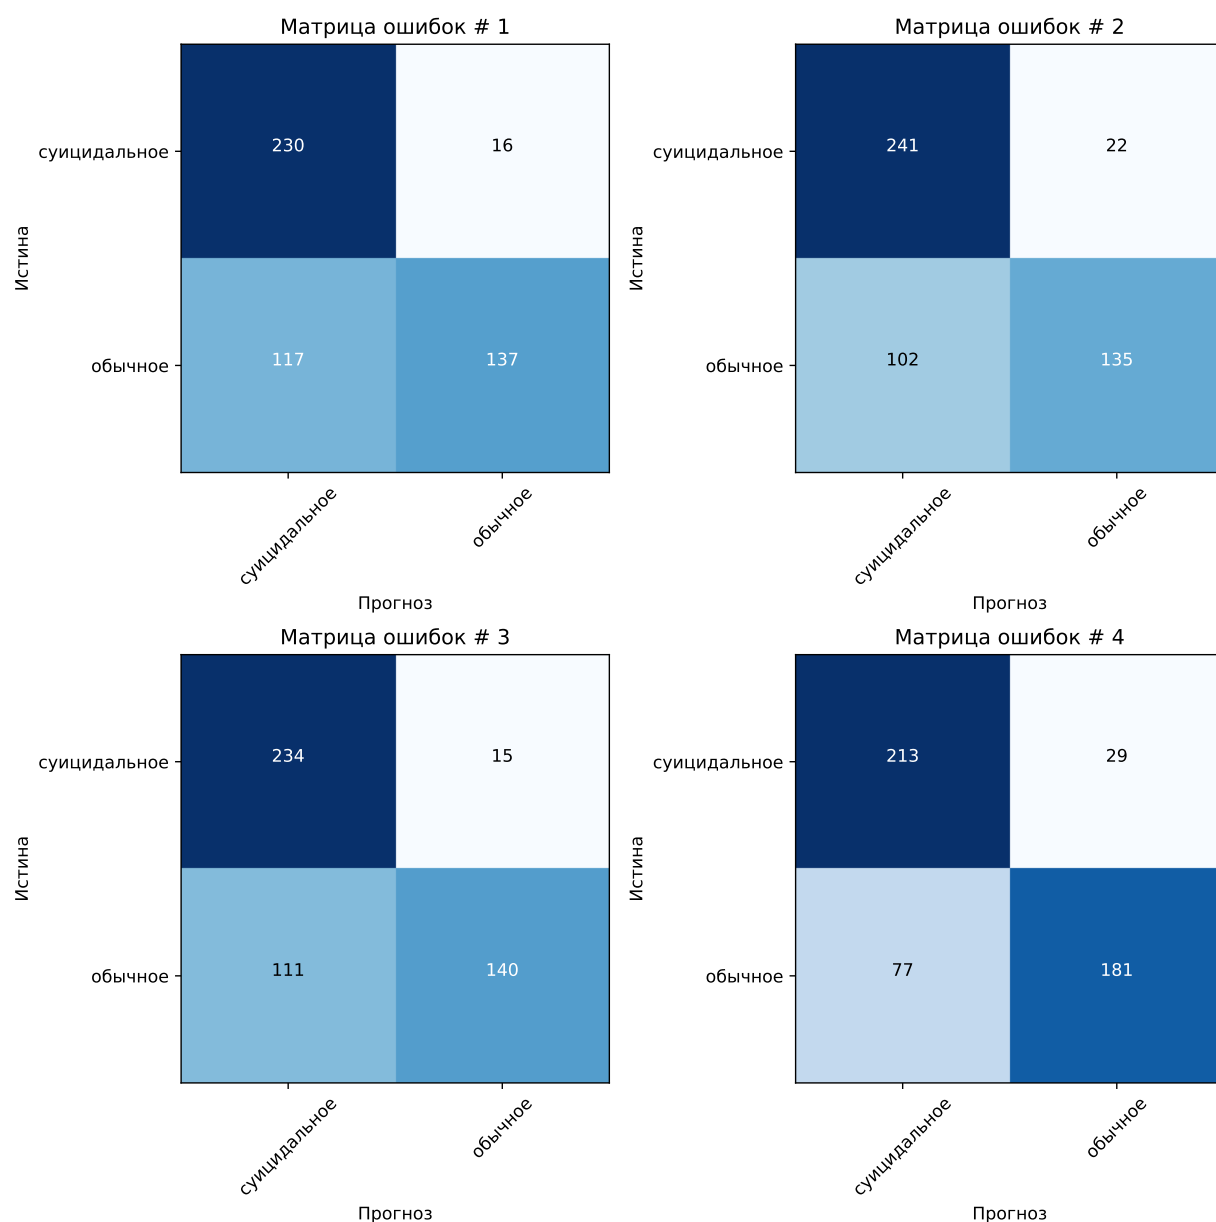 Матрица ошибок # 1
суицидальное
230
16
обычное
117
137
Истина
суицидальное
обычное
Прогноз
Матрица ошибок # 2
суицидальное
241
22
обычное
102
135
Истина
суицидальное
обычное
Прогноз
Матрица ошибок # 3
суицидальное
234
15
обычное
111
140
Истина
суицидальное
обычное
Прогноз
Матрица ошибок # 4
суицидальное
213
29
обычное
77
181
Истина
суицидальное
обычное
Прогноз